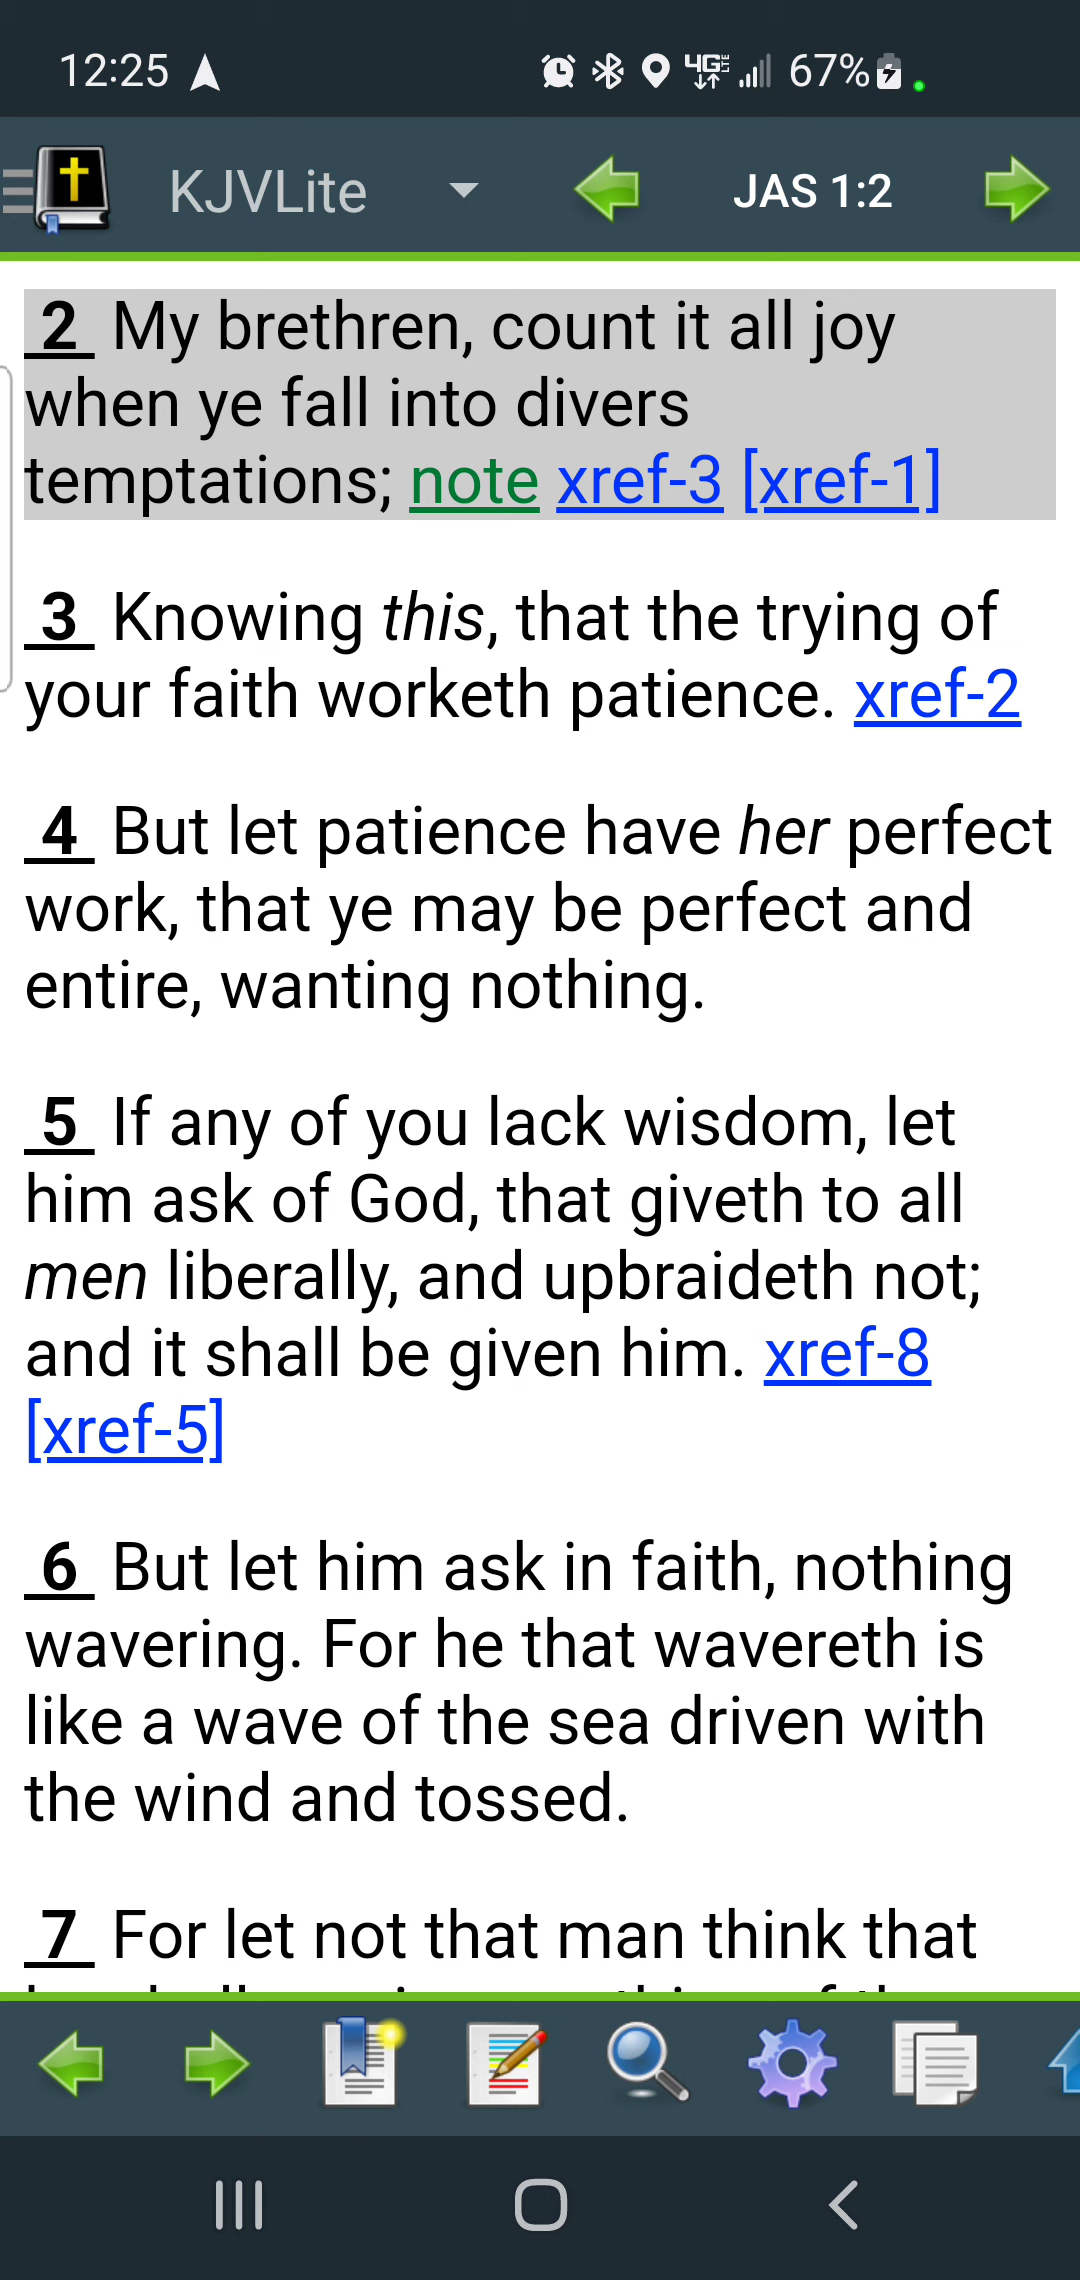 12:25 4G LTE 67%
KJVLite JAS 1:2
2 My brethren, count it all joy
when ye fall into divers
temptations; note xref-3 [xref-1]
3 Knowing this, that the trying of
your faith worketh patience. xref-2
4 But let patience have her perfect
work, that ye may be perfect and
entire, wanting nothing.
5 If any of you lack wisdom, let
him ask of God, that giveth to all
men liberally, and upbraideth not;
and it shall be given him. xref-8
[xref-5]
6 But let him ask in faith, nothing
wavering. For he that wavereth is
like a wave of the sea driven with
the wind and tossed.
7 For let not that man think that